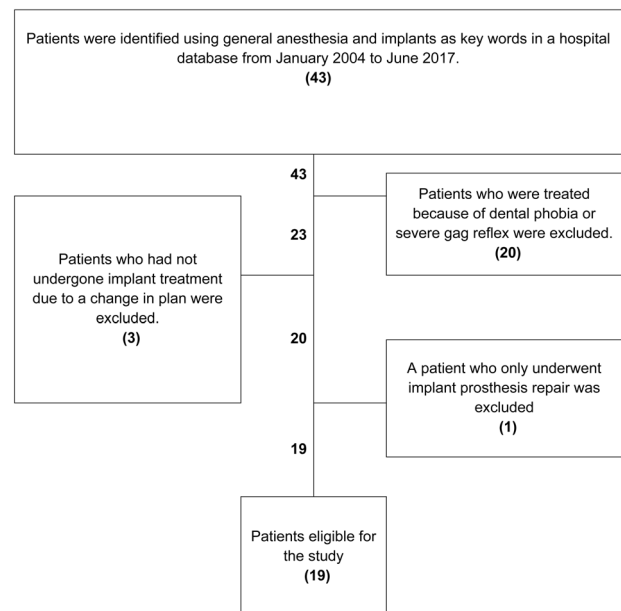 Patients were identified using general anesthesia and implants as key words in a hospital
database from January 2004 to June 2017.
(43)
43
Patients who were treated
because of dental phobia or
severe gag reflex were excluded.
(20)
23
Patients who had not
undergone implant treatment
due to a change in plan were
excluded.
(3)
20
A patient who only underwent
implant prosthesis repair was
excluded
(1)
19
Patients eligible for
the study
(19)